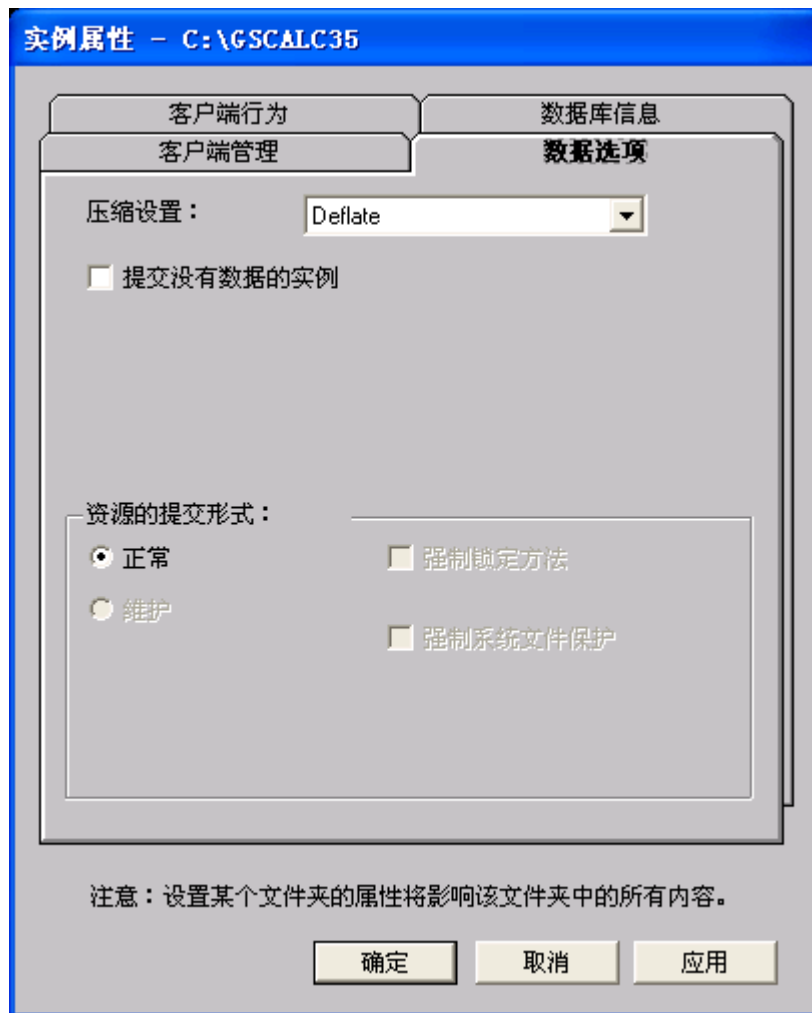 实例属性 - C:\GSCALC35
客户端行为
数据库信息
客户端管理
数据选项
压缩设置：
Deflate
提交没有数据的实例
资源的提交形式：
正常
强制锁定方法
维护
强制系统文件保护
注意：设置某个文件夹的属性将影响该文件夹中的所有内容。
确定
取消
应用